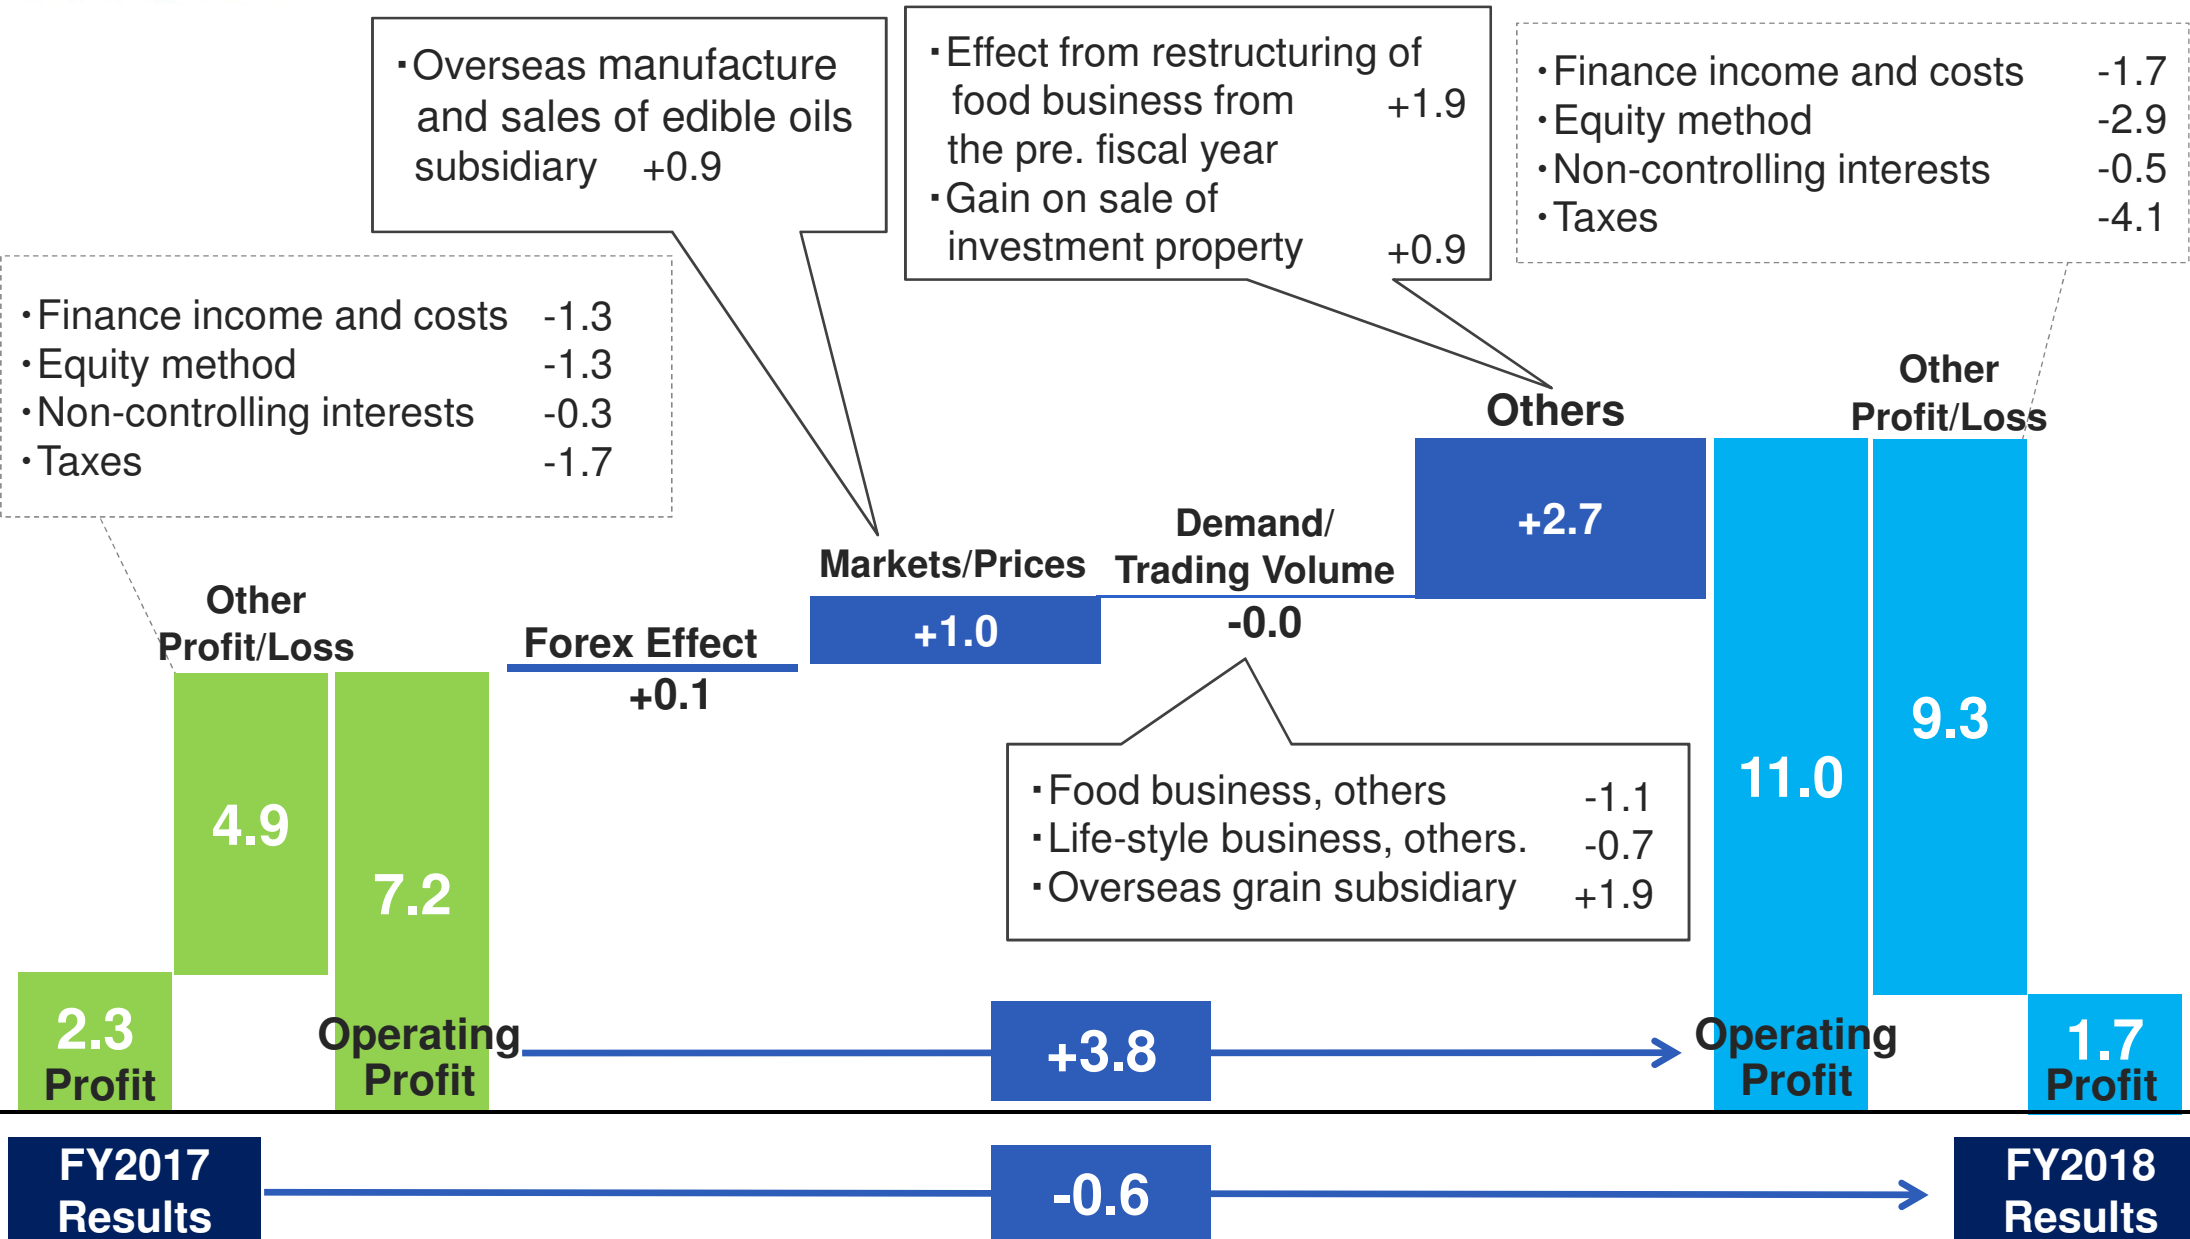 ・Overseas manufacture
and sales of edible oils
subsidiary +0.9
・Effect from restructuring of
food business from +1.9
the pre. fiscal year
・Gain on sale of
investment property +0.9
・Finance income and costs -1.7
・Equity method -2.9
・Non-controlling interests -0.5
・Taxes -4.1
・Finance income and costs -1.3
・Equity method -1.3
・Non-controlling interests -0.3
・Taxes -1.7
Other
Profit/Loss
Forex Effect
+0.1
Markets/Prices
+1.0
Demand/
Trading Volume
-0.0
Others
+2.7
Other
Profit/Loss
・Food business, others -1.1
・Life-style business, others. -0.7
・Overseas grain subsidiary +1.9
2.3
Profit
4.9
7.2
Operating
Profit
+3.8
11.0
Operating
Profit
9.3
1.7
Profit
FY2017
Results
-0.6
FY2018
Results